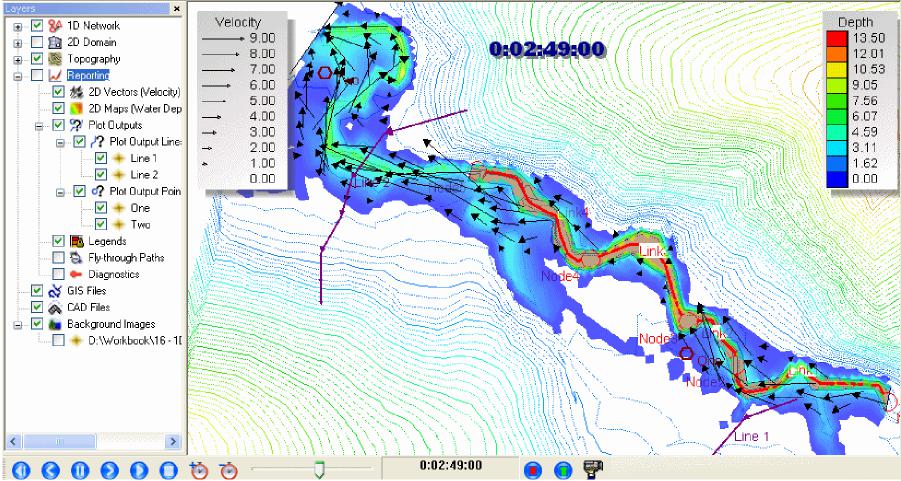 Layers
1D Network
2D Domain
Topography
Reporting
2D Vectors (Velocity)
2D Maps (Water Dep
Plot Outputs
Plot Output Line
Line 1
Line 2
Plot Output Poin
One
Two
Legends
Fly-through Paths
Diagnostics
GIS Files
CAD Files
Background Images
D:\Workbook\16 - 1D
Velocity
9.00
8.00
7.00
6.00
5.00
4.00
3.00
2.00
1.00
0.00
0:02:49:00
Depth
13.50
12.01
10.53
9.05
7.56
6.07
4.59
3.11
1.62
0.00
Line 2
Link4
Link
Node4
Node3
Link
One
Node2
Link
Line 1
0:02:49:00